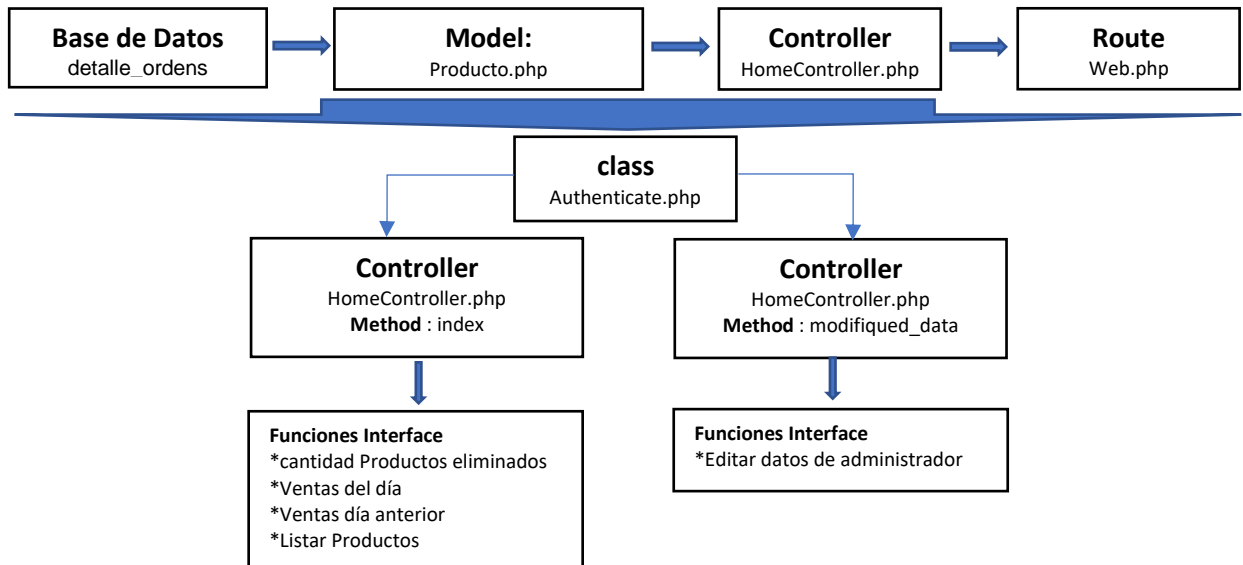 Base de Datos
detalle_ordens
Model:
Producto.php
Controller
HomeController.php
Route
Web.php
class
Authenticate.php
Controller
HomeController.php
Method : index
Controller
HomeController.php
Method : modifiqued_data
Funciones Interface
*cantidad Productos eliminados
*Ventas del día
*Ventas día anterior
*Listar Productos
Funciones Interface
*Editar datos de administrador